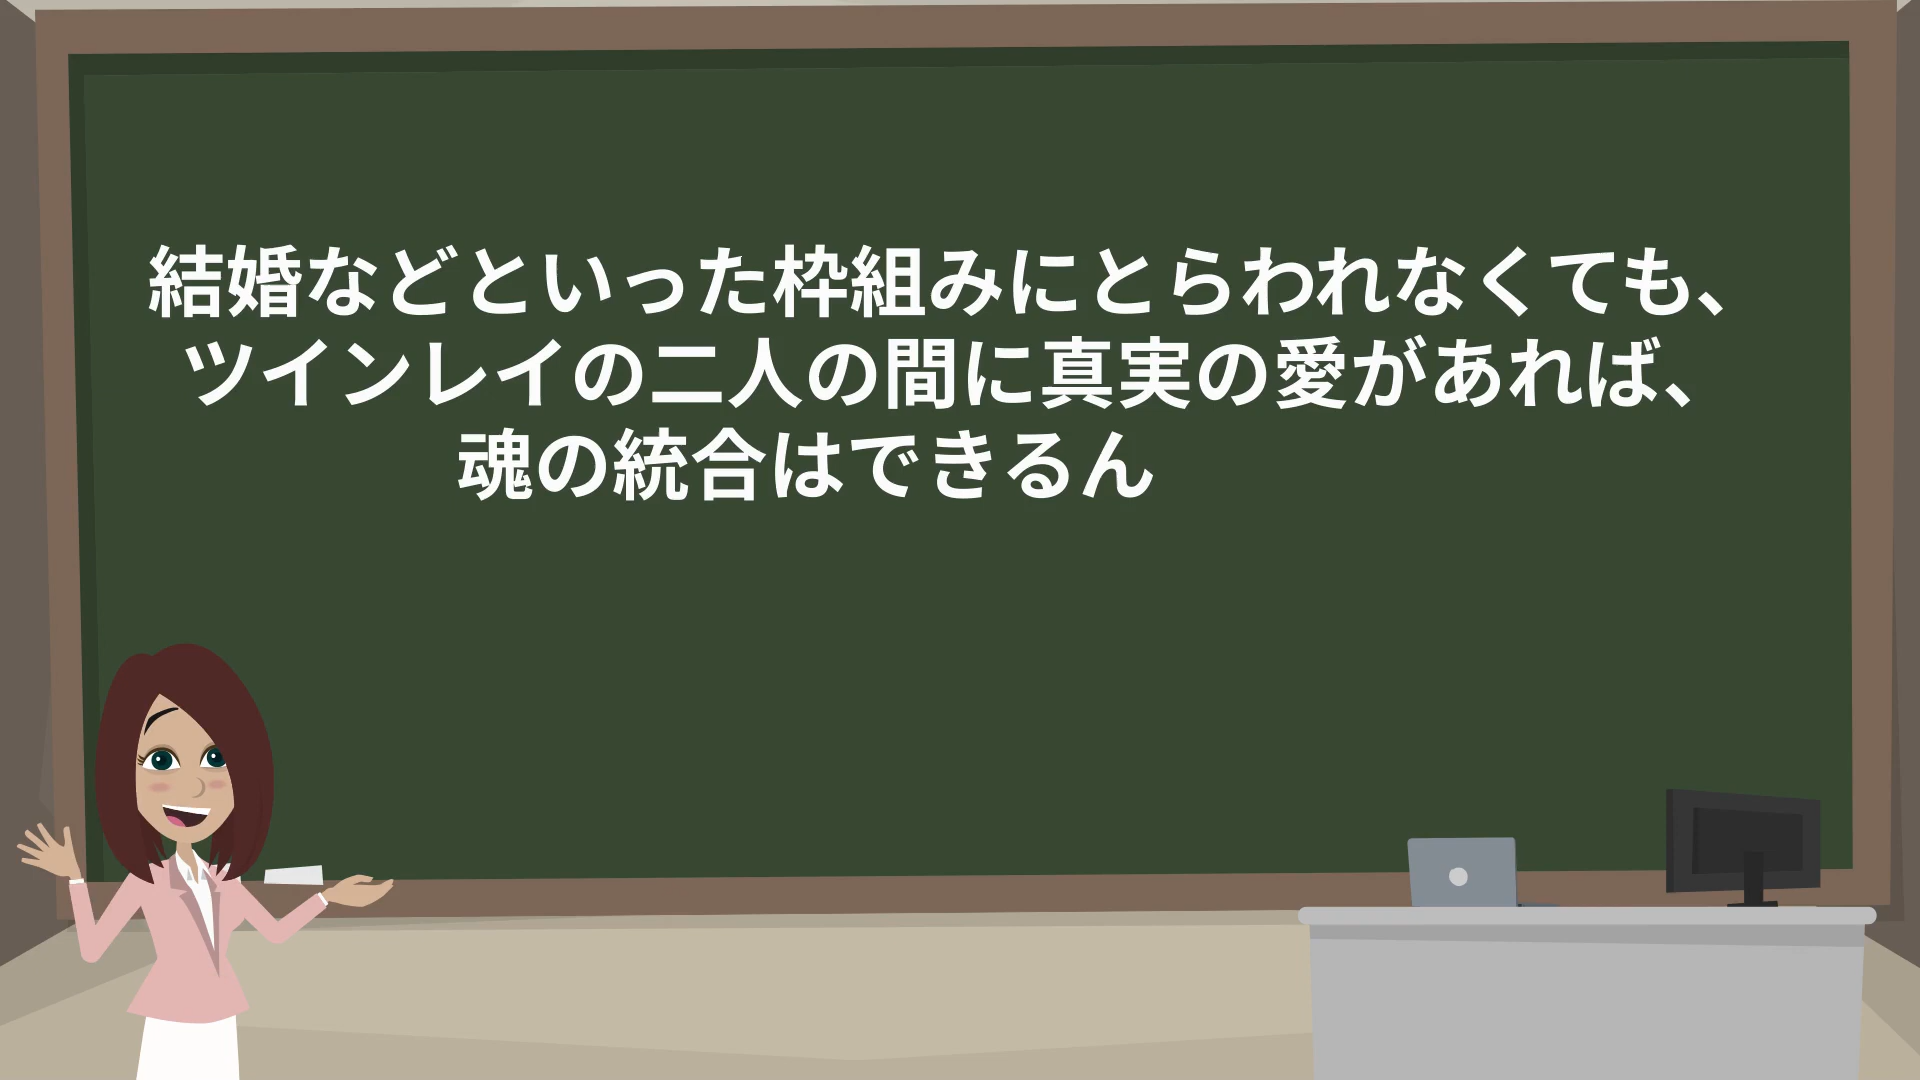 結婚などといった枠組みにとらわれなくても、
ツインレイの二人の間に真実の愛があれば、
魂の統合はできるん